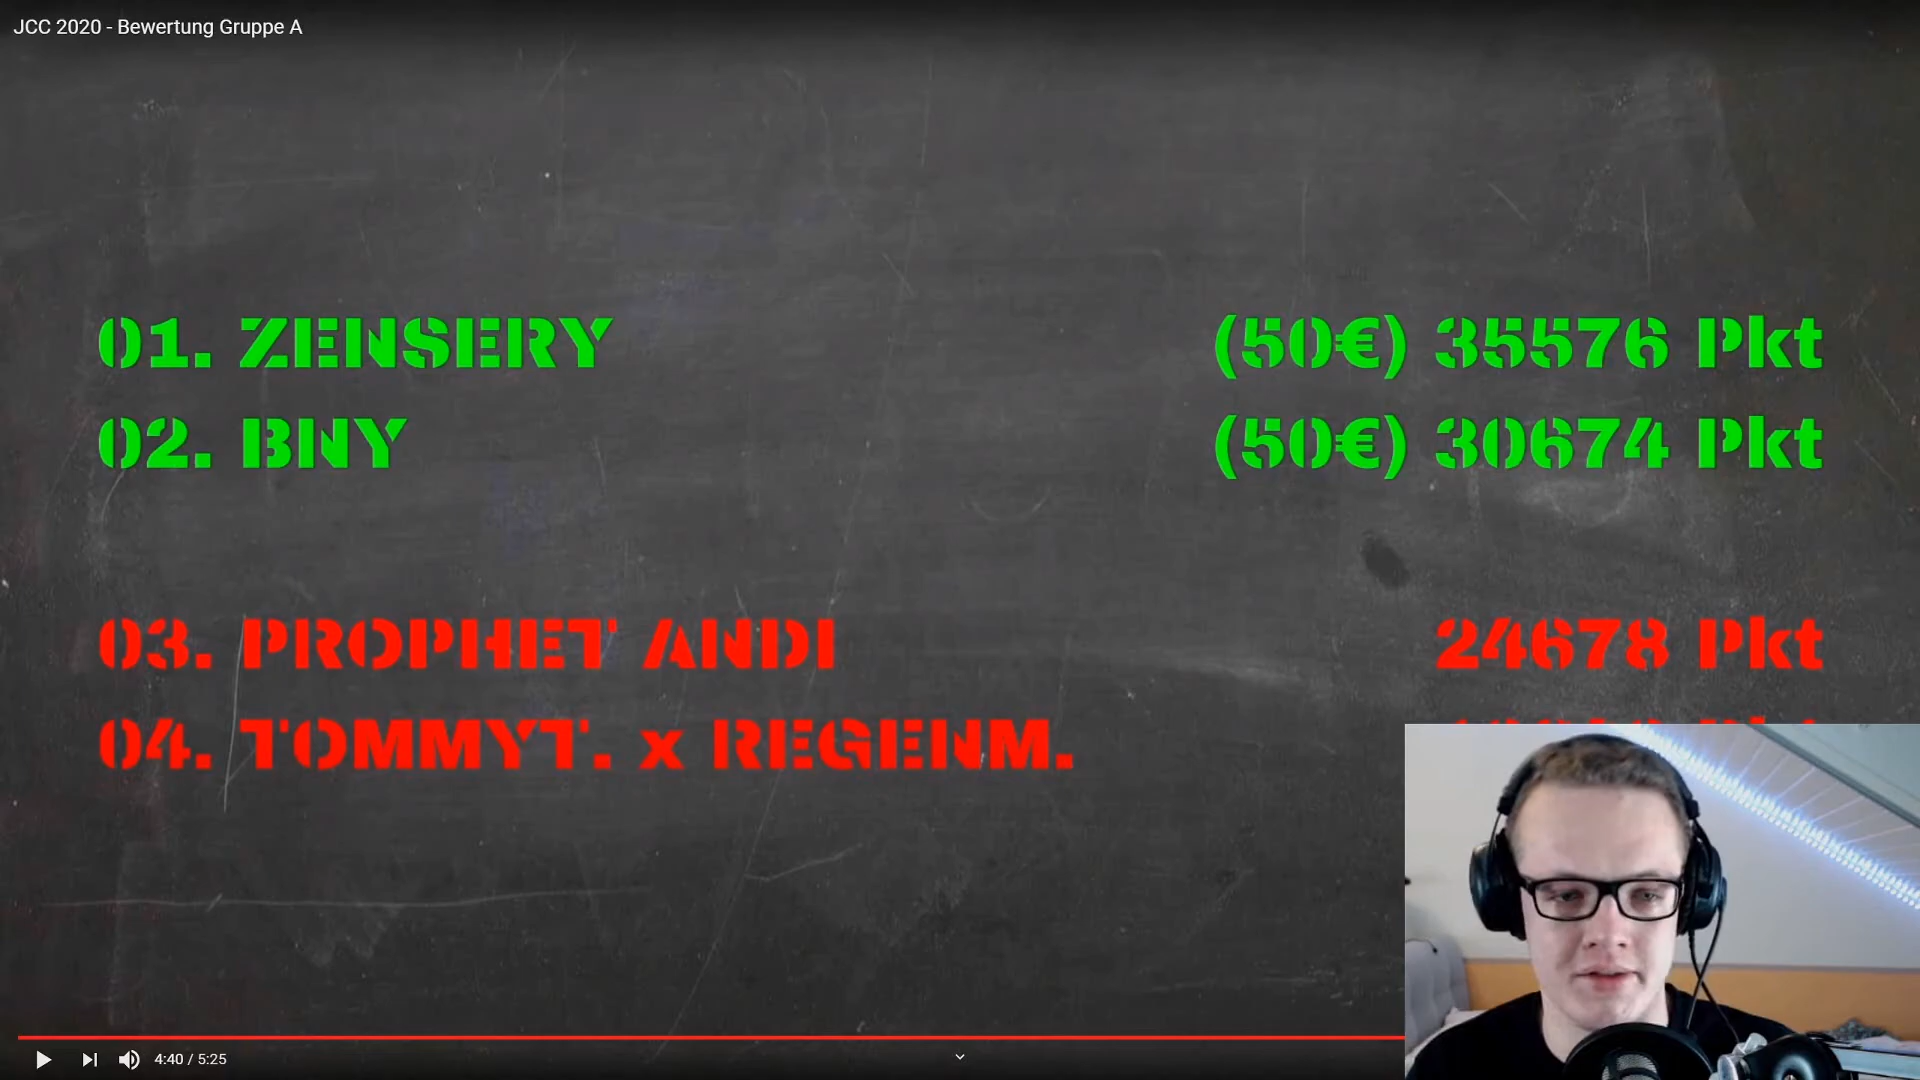 JCC 2020 - Bewertung Gruppe A
01. ZENSERY (50€) 35576 Pkt
02. BNY (50€) 30674 Pkt
03. PROPHET ANDI 24678 Pkt
04. TOMMYT. x REGENM.
4:40 / 5:25